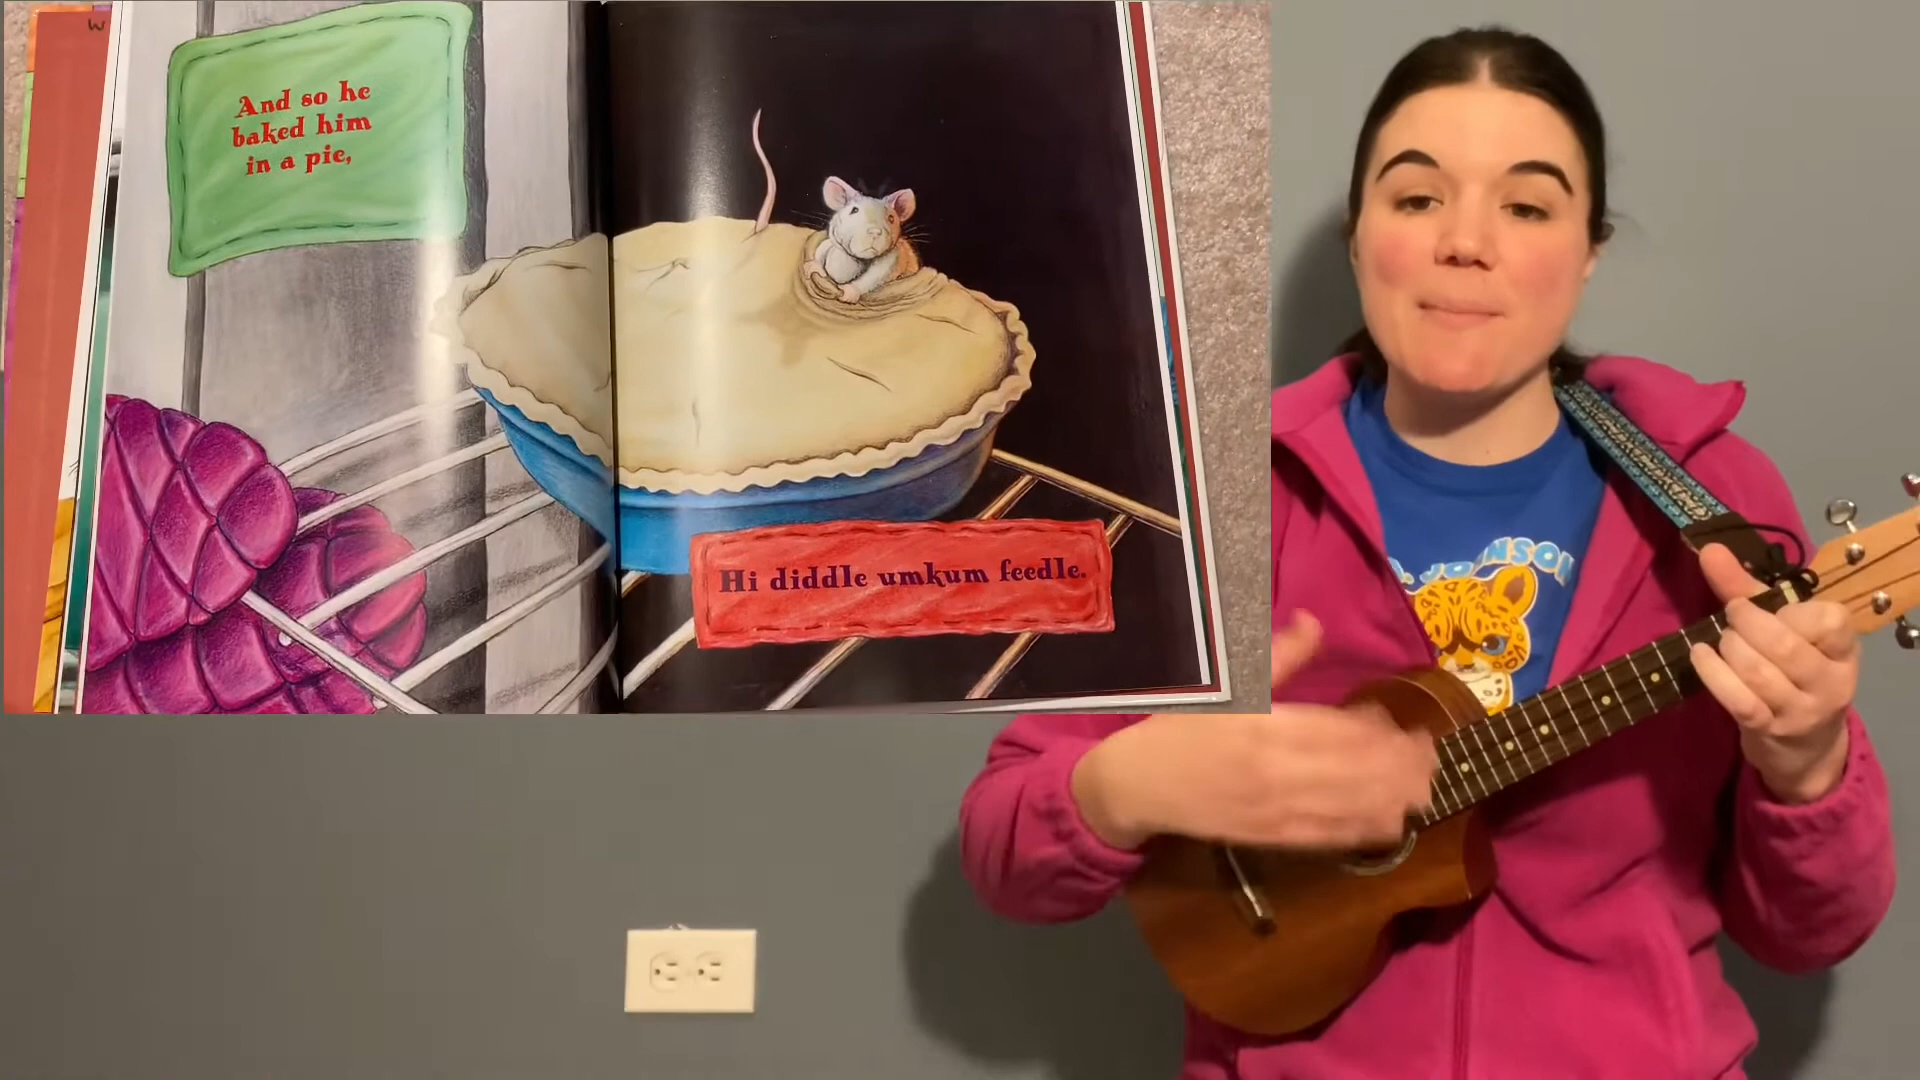 W
And so he
baked him
in a pie,
Hi diddle umkum feedle.